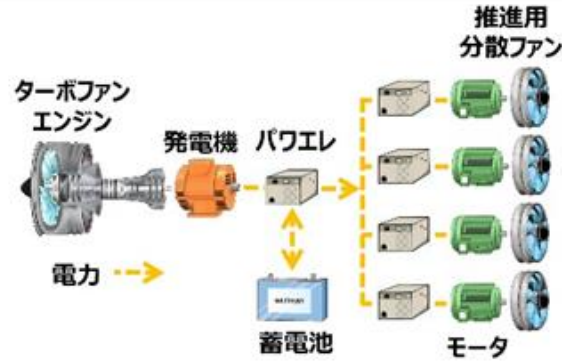 推進用
分散ファン
ターボファン
エンジン
発電機
パワエレ
電力
BATTERY
蓄電池
モータ